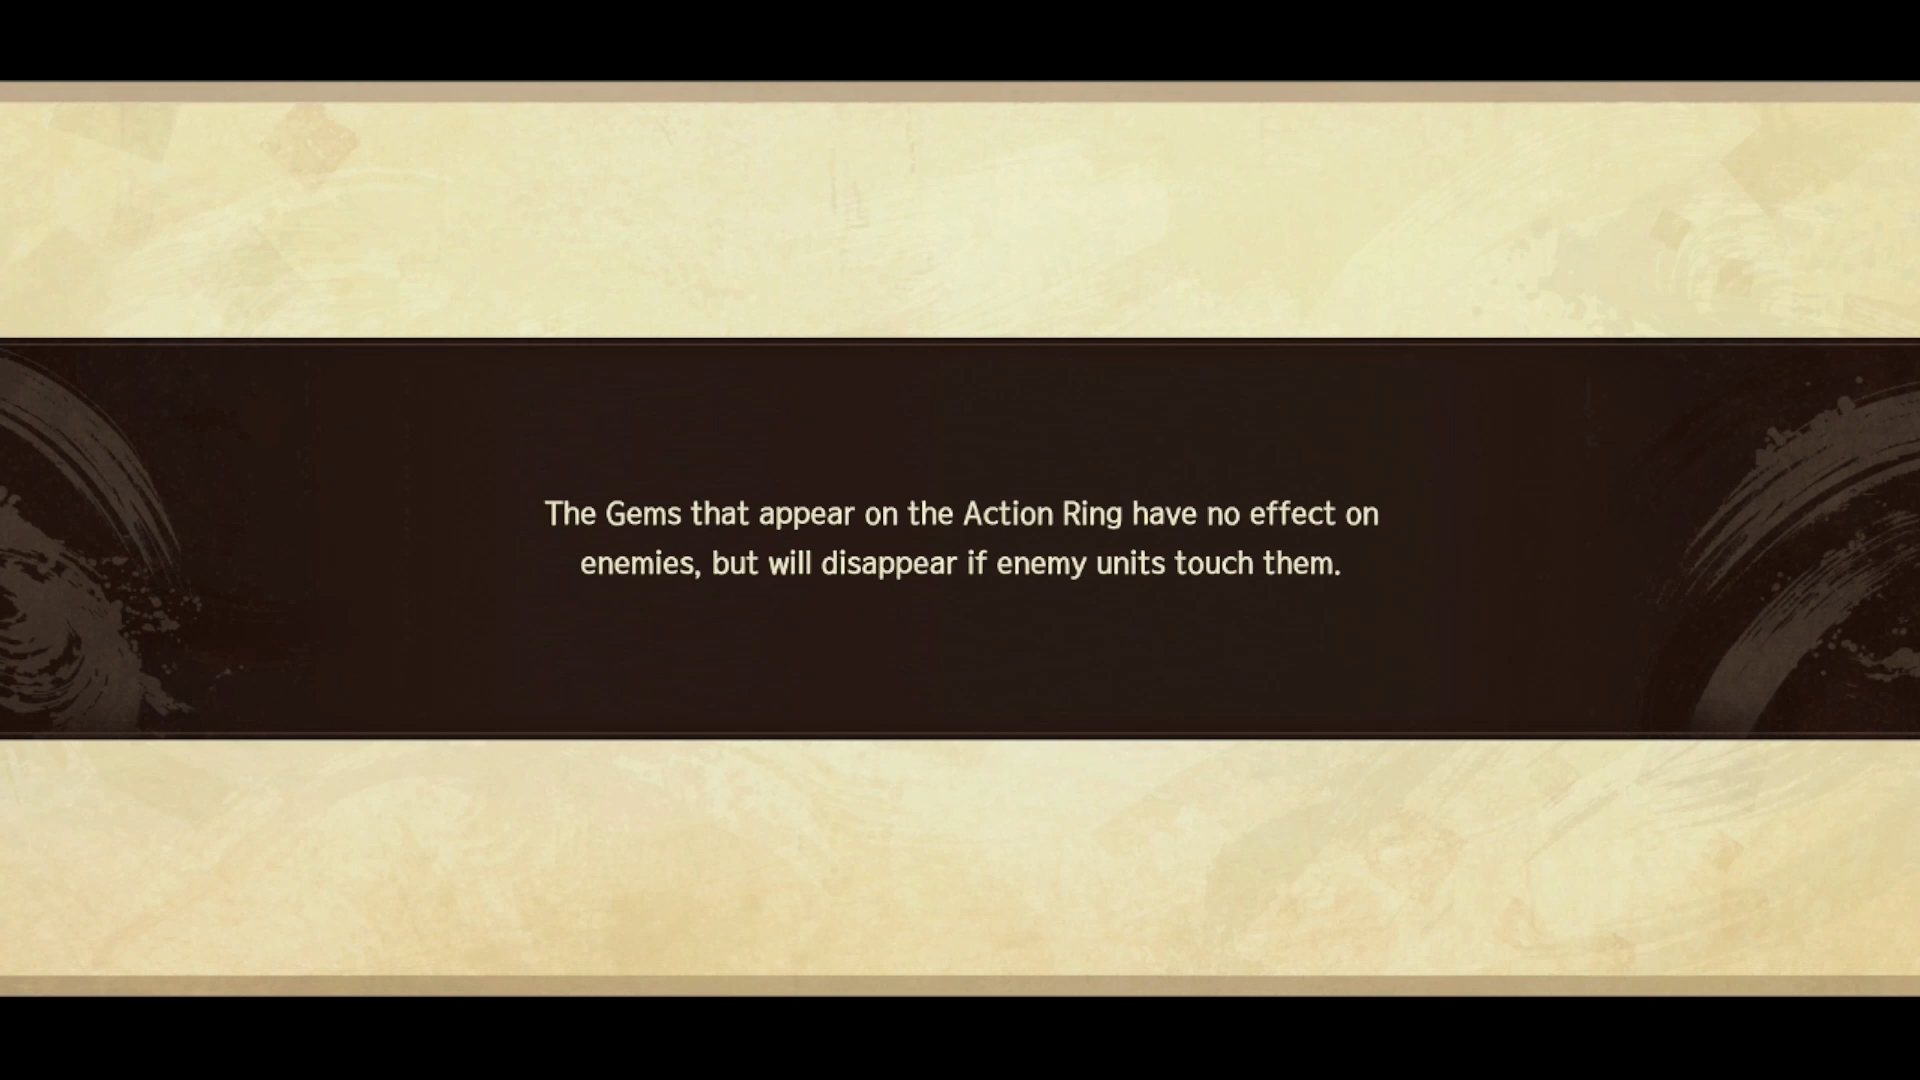 The Gems that appear on the Action Ring have no effect on
enemies, but will disappear if enemy units touch them.